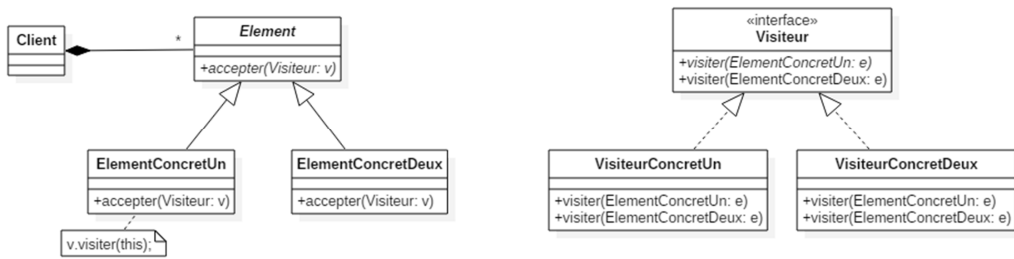 Client
*
Element
+accepter(Visiteur: v)
ElementConcretUn
+accepter(Visiteur: v)
v.visiter(this);
ElementConcretDeux
+accepter(Visiteur: v)
«interface»
Visiteur
+visiter(ElementConcretUn: e)
+visiter(ElementConcretDeux: e)
VisiteurConcretUn
+visiter(ElementConcretUn: e)
+visiter(ElementConcretDeux: e)
VisiteurConcretDeux
+visiter(ElementConcretUn: e)
+visiter(ElementConcretDeux: e)